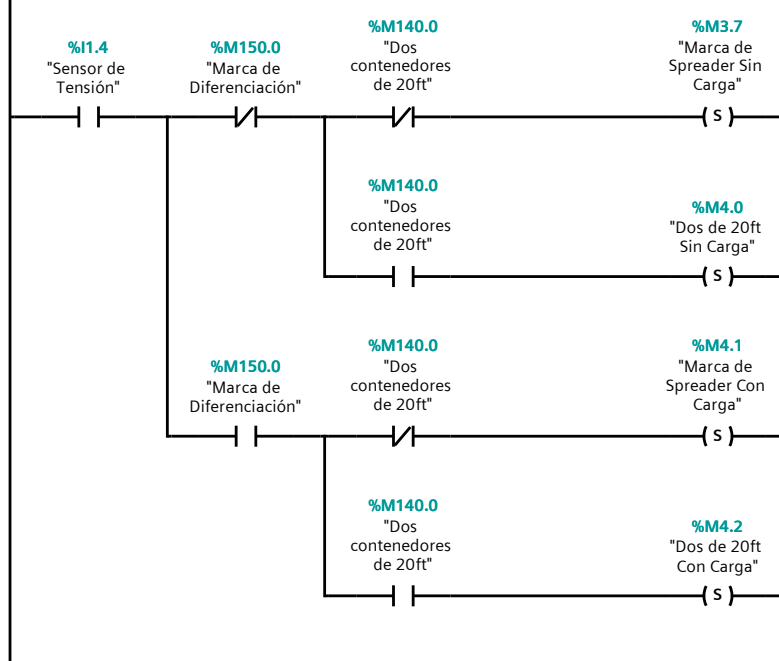 %M140.0
"Dos
contenedores
de 20ft"
%M3.7
"Marca de
Spreader Sin
Carga"
%I1.4
"Sensor de
Tensión"
%M150.0
"Marca de
Diferenciación"
S
%M140.0
"Dos
contenedores
de 20ft"
%M4.0
"Dos de 20ft
Sin Carga"
S
%M150.0
"Marca de
Diferenciación"
%M140.0
"Dos
contenedores
de 20ft"
%M4.1
"Marca de
Spreader Con
Carga"
S
%M140.0
"Dos
contenedores
de 20ft"
%M4.2
"Dos de 20ft
Con Carga"
S